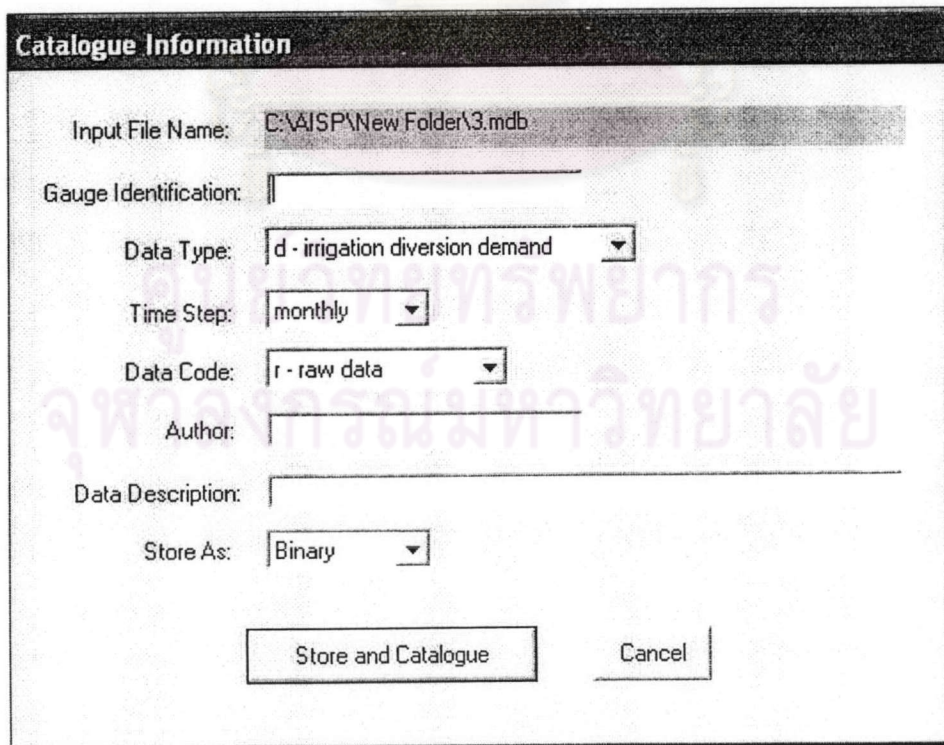 Catalogue Information
Input File Name: C:\AISP\New Folder\3.mdb
Gauge Identification:
Data Type: d - irrigation diversion demand
Time Step: monthly
ศูนย์วิทยทรัพยากร
Data Code: r - raw data
จุฬาลงกรณ์มหาวิทยาลัย
Author:
Data Description:
Store As: Binary
Store and Catalogue Cancel